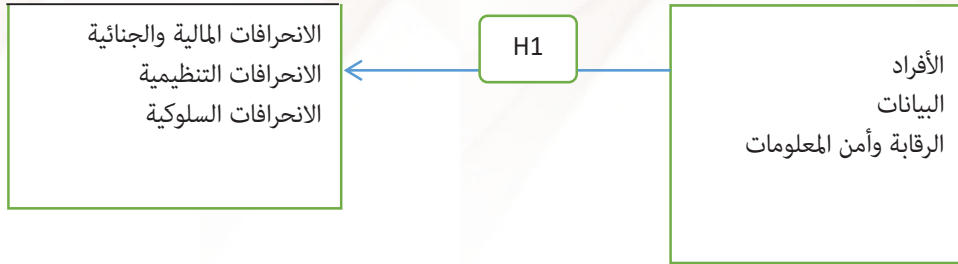 الأفراد
البيانات
الرقابة وأمن المعلومات
H1
الانحرافات المالية والجنائية
الانحرافات التنظيمية
الانحرافات السلوكية